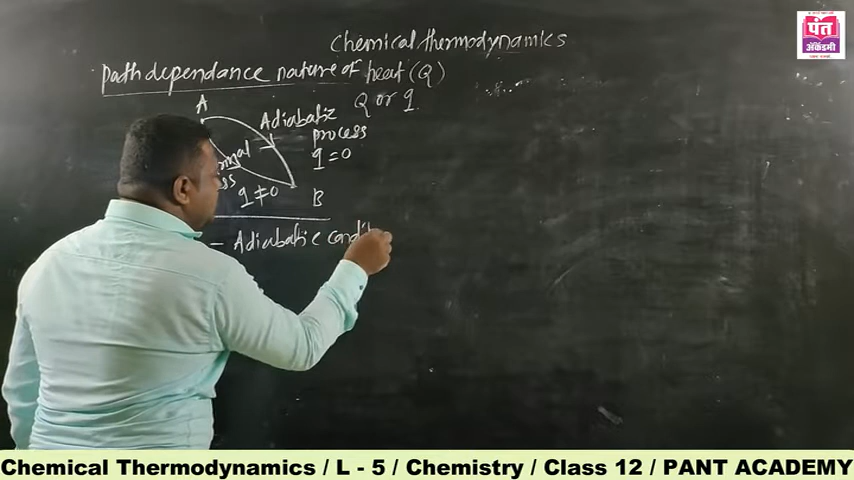 Chemical thermodynamics
path dependance nature of heat (Q)
Q or q
A
Adiabatic
process
q = 0
q ≠ 0
B
- Adiabatic condit
पंत
अकॅडमी
Chemical Thermodynamics / L - 5 / Chemistry / Class 12 / PANT ACADEMY